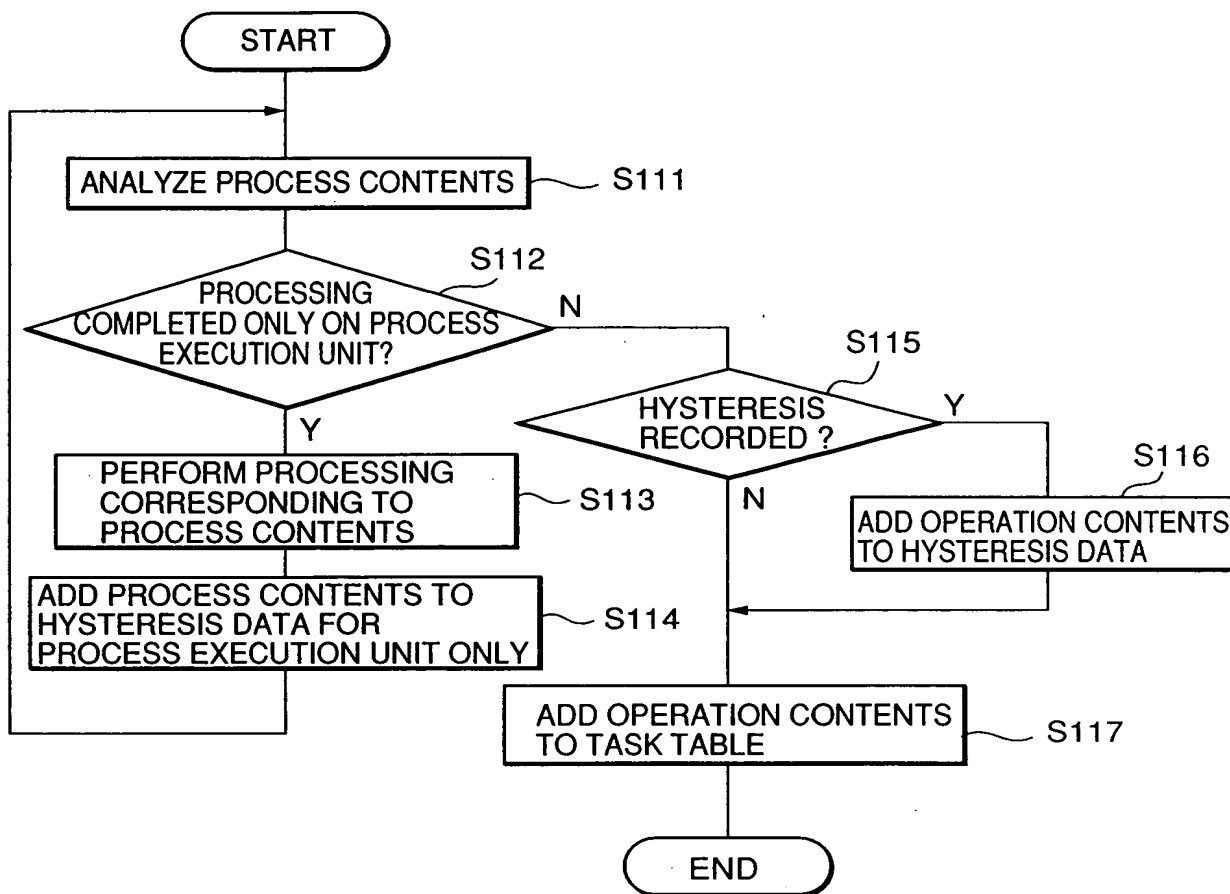 START
ANALYZE PROCESS CONTENTS
S111
S112
PROCESSING
COMPLETED ONLY ON PROCESS
EXECUTION UNIT?
N
Y
S115
HYSTERESIS
RECORDED ?
Y
N
PERFORM PROCESSING
CORRESPONDING TO
PROCESS CONTENTS
S113
S116
ADD OPERATION CONTENTS
TO HYSTERESIS DATA
ADD PROCESS CONTENTS TO
HYSTERESIS DATA FOR
PROCESS EXECUTION UNIT ONLY
S114
ADD OPERATION CONTENTS
TO TASK TABLE
S117
END